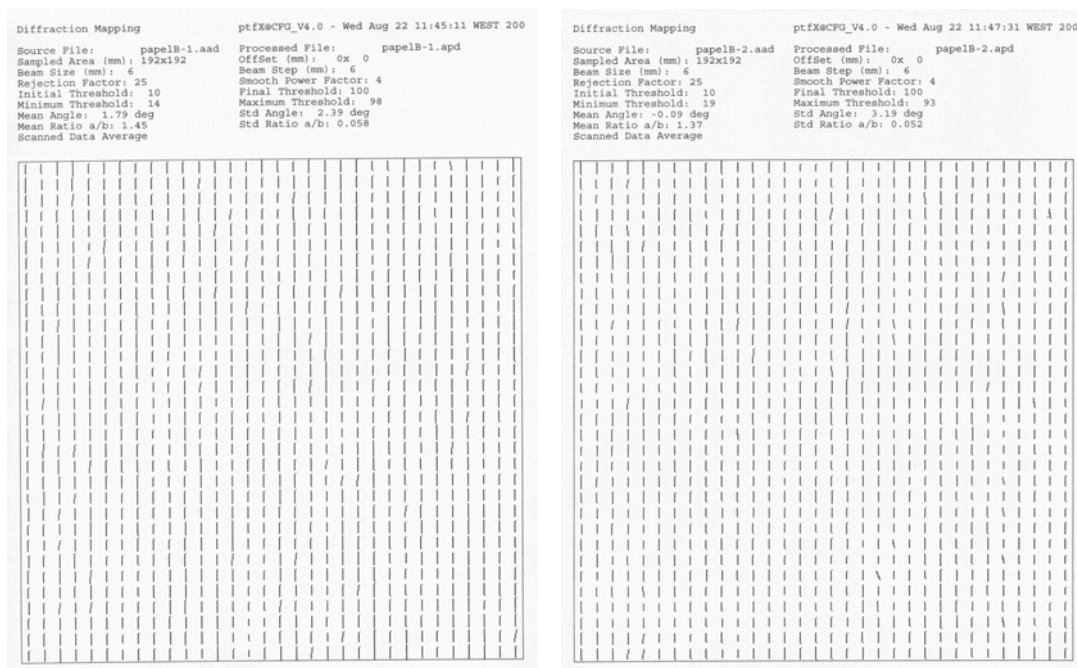 Diffraction Mapping ptfX@CFG_V4.0 - Wed Aug 22 11:45:11 WEST 200
Source File: papelB-1.aad Processed File: papelB-1.apd
Sampled Area (mm): 192x192 OffSet (mm): 0x 0
Beam Size (mm): 6 Beam Step (mm): 6
Rejection Factor: 25 Smooth Power Factor: 4
Initial Threshold: 10 Final Threshold: 100
Minimum Threshold: 14 Maximum Threshold: 98
Mean Angle: 1.79 deg Std Angle: 2.39 deg
Mean Ratio a/b: 1.45 Std Ratio a/b: 0.058
Scanned Data Average
Diffraction Mapping ptfX@CFG_V4.0 - Wed Aug 22 11:47:31 WEST 200
Source File: papelB-2.aad Processed File: papelB-2.apd
Sampled Area (mm): 192x192 OffSet (mm): 0x 0
Beam Size (mm): 6 Beam Step (mm): 6
Rejection Factor: 25 Smooth Power Factor: 4
Initial Threshold: 10 Final Threshold: 100
Minimum Threshold: 19 Maximum Threshold: 93
Mean Angle: -0.09 deg Std Angle: 3.19 deg
Mean Ratio a/b: 1.37 Std Ratio a/b: 0.052
Scanned Data Average